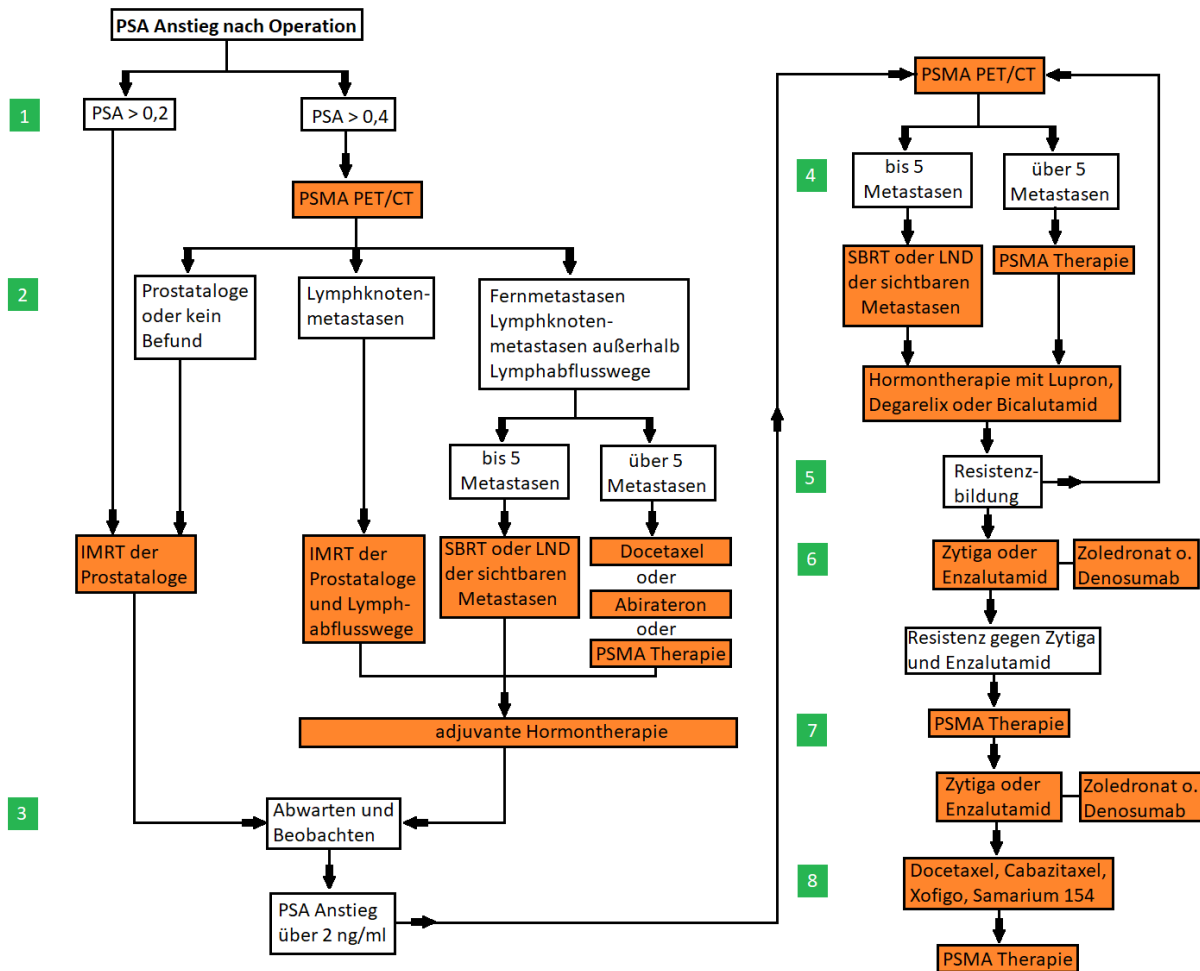 PSA Anstieg nach Operation
1
PSA > 0,2
PSA > 0,4
PSMA PET/CT
2
Prostataloge
oder kein
Befund
Lymphknoten-
metastasen
Fernmetastasen
Lymphknoten-
metastasen außerhalb
Lymphabflusswege
bis 5
Metastasen
über 5
Metastasen
IMRT der
Prostataloge
IMRT der
Prostataloge
und Lymph-
abflusswege
SBRT oder LND
der sichtbaren
Metastasen
Docetaxel
oder
Abirateron
oder
PSMA Therapie
adjuvante Hormontherapie
3
Abwarten und
Beobachten
PSA Anstieg
über 2 ng/ml
PSMA PET/CT
4
bis 5
Metastasen
über 5
Metastasen
SBRT oder LND
der sichtbaren
Metastasen
PSMA Therapie
Hormontherapie mit Lupron,
Degarelix oder Bicalutamid
5
Resistenz-
bildung
6
Zytiga oder
Enzalutamid
Zoledronat o.
Denosumab
Resistenz gegen Zytiga
und Enzalutamid
7
PSMA Therapie
Zytiga oder
Enzalutamid
Zoledronat o.
Denosumab
8
Docetaxel, Cabazitaxel,
Xofigo, Samarium 154
PSMA Therapie